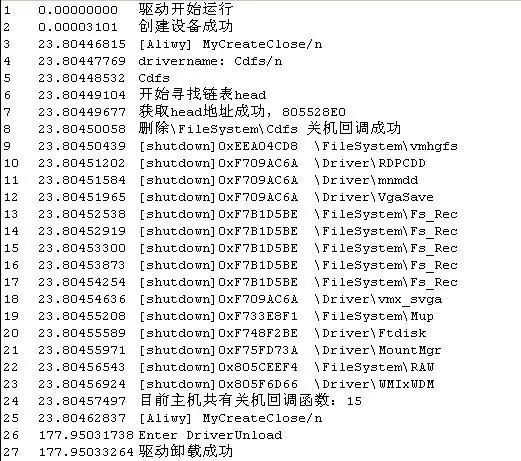 1 0.00000000 驱动开始运行
2 0.00003101 创建设备成功
3 23.80446815 [Aliwy] MyCreateClose/n
4 23.80447769 drivername: Cdfs/n
5 23.80448532 Cdfs
6 23.80449104 开始寻找链表head
7 23.80449677 获取head地址成功，805528E0
8 23.80450058 删除\FileSystem\Cdfs 关机回调成功
9 23.80450439 [shutdown]0xEEA04CD8 \FileSystem\vmhgfs
10 23.80451202 [shutdown]0xF709AC6A \Driver\RDPCDD
11 23.80451584 [shutdown]0xF709AC6A \Driver\mnmdd
12 23.80451965 [shutdown]0xF709AC6A \Driver\VgaSave
13 23.80452538 [shutdown]0xF7B1D5BE \FileSystem\Fs_Rec
14 23.80452919 [shutdown]0xF7B1D5BE \FileSystem\Fs_Rec
15 23.80453300 [shutdown]0xF7B1D5BE \FileSystem\Fs_Rec
16 23.80453873 [shutdown]0xF7B1D5BE \FileSystem\Fs_Rec
17 23.80454254 [shutdown]0xF7B1D5BE \FileSystem\Fs_Rec
18 23.80454636 [shutdown]0xF709AC6A \Driver\vmx_svga
19 23.80455208 [shutdown]0xF733E8F1 \FileSystem\Mup
20 23.80455589 [shutdown]0xF748F2BE \Driver\Ftdisk
21 23.80455971 [shutdown]0xF75FD73A \Driver\MountMgr
22 23.80456543 [shutdown]0x805CEEF4 \FileSystem\RAW
23 23.80456924 [shutdown]0x805F6D66 \Driver\WMIxWDM
24 23.80457497 目前主机共有关机回调函数：15
25 23.80462837 [Aliwy] MyCreateClose/n
26 177.95031738 Enter DriverUnload
27 177.95033264 驱动卸载成功